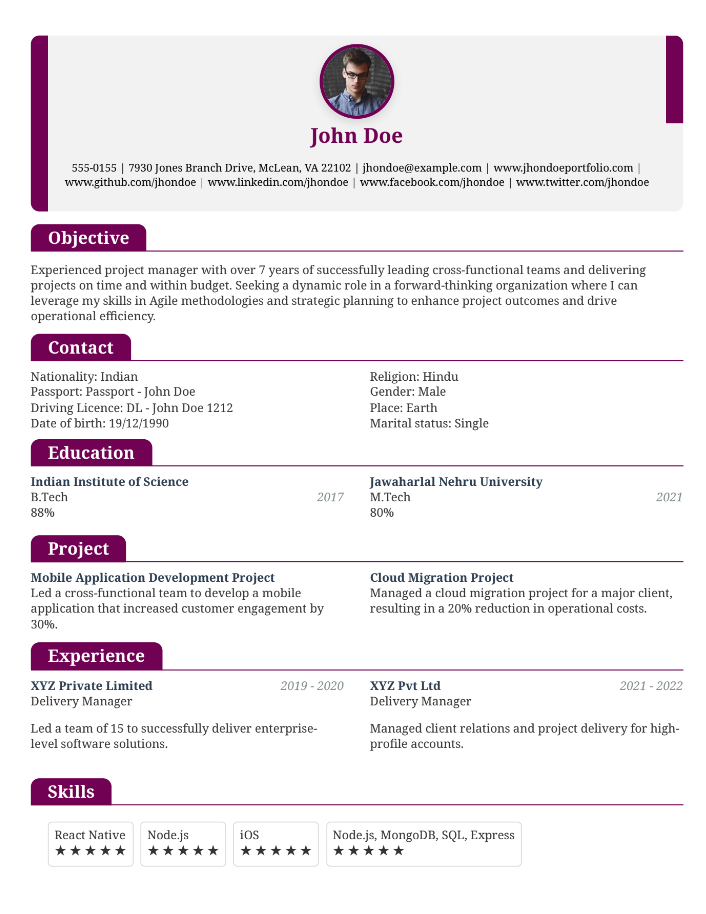 John Doe
555-0155 | 7930 Jones Branch Drive, McLean, VA 22102 | jhondoe@example.com | www.jhondoeportfolio.com |
www.github.com/jhondoe | www.linkedin.com/jhondoe | www.facebook.com/jhondoe | www.twitter.com/jhondoe
Objective
Experienced project manager with over 7 years of successfully leading cross-functional teams and delivering
projects on time and within budget. Seeking a dynamic role in a forward-thinking organization where I can
leverage my skills in Agile methodologies and strategic planning to enhance project outcomes and drive
operational efficiency.
Contact
Nationality: Indian
Passport: Passport - John Doe
Driving Licence: DL - John Doe 1212
Date of birth: 19/12/1990
Religion: Hindu
Gender: Male
Place: Earth
Marital status: Single
Education
Indian Institute of Science
B.Tech 2017
88%
Jawaharlal Nehru University
M.Tech 2021
80%
Project
Mobile Application Development Project
Led a cross-functional team to develop a mobile
application that increased customer engagement by
30%.
Cloud Migration Project
Managed a cloud migration project for a major client,
resulting in a 20% reduction in operational costs.
Experience
XYZ Private Limited 2019 - 2020
Delivery Manager
Led a team of 15 to successfully deliver enterprise-
level software solutions.
XYZ Pvt Ltd 2021 - 2022
Delivery Manager
Managed client relations and project delivery for high-
profile accounts.
Skills
React Native
★★★★★
Node.js
★★★★★
iOS
★★★★★
Node.js, MongoDB, SQL, Express
★★★★★